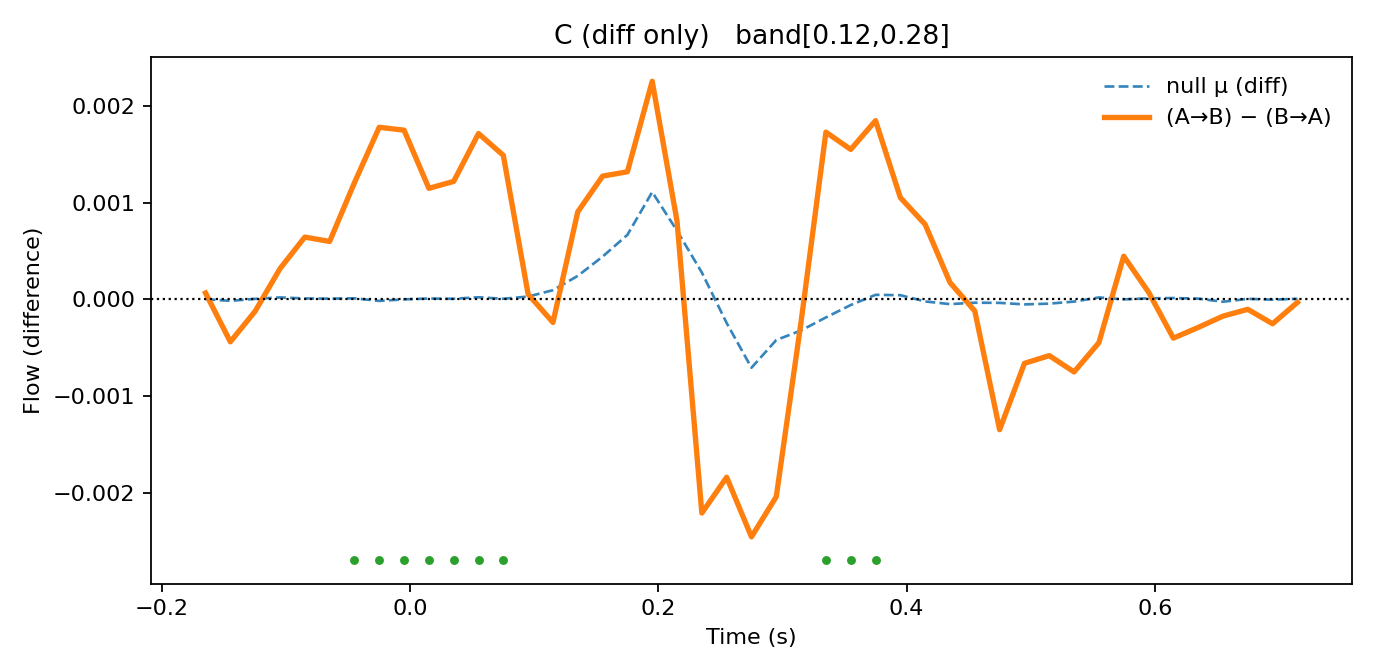 C (diff only)   band[0.12,0.28]
null μ (diff)
(A→B) − (B→A)
0.002
0.001
0.000
−0.001
−0.002
Flow (difference)
−0.2
0.0
0.2
0.4
0.6
Time (s)